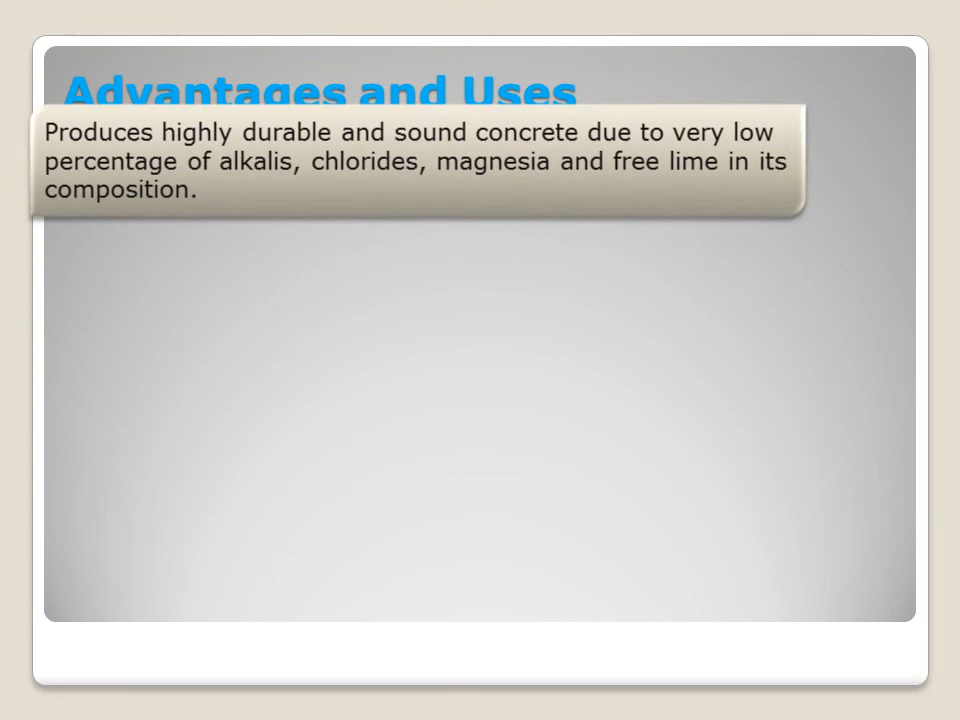 Advantages and Uses
Produces highly durable and sound concrete due to very low
percentage of alkalis, chlorides, magnesia and free lime in its
composition.